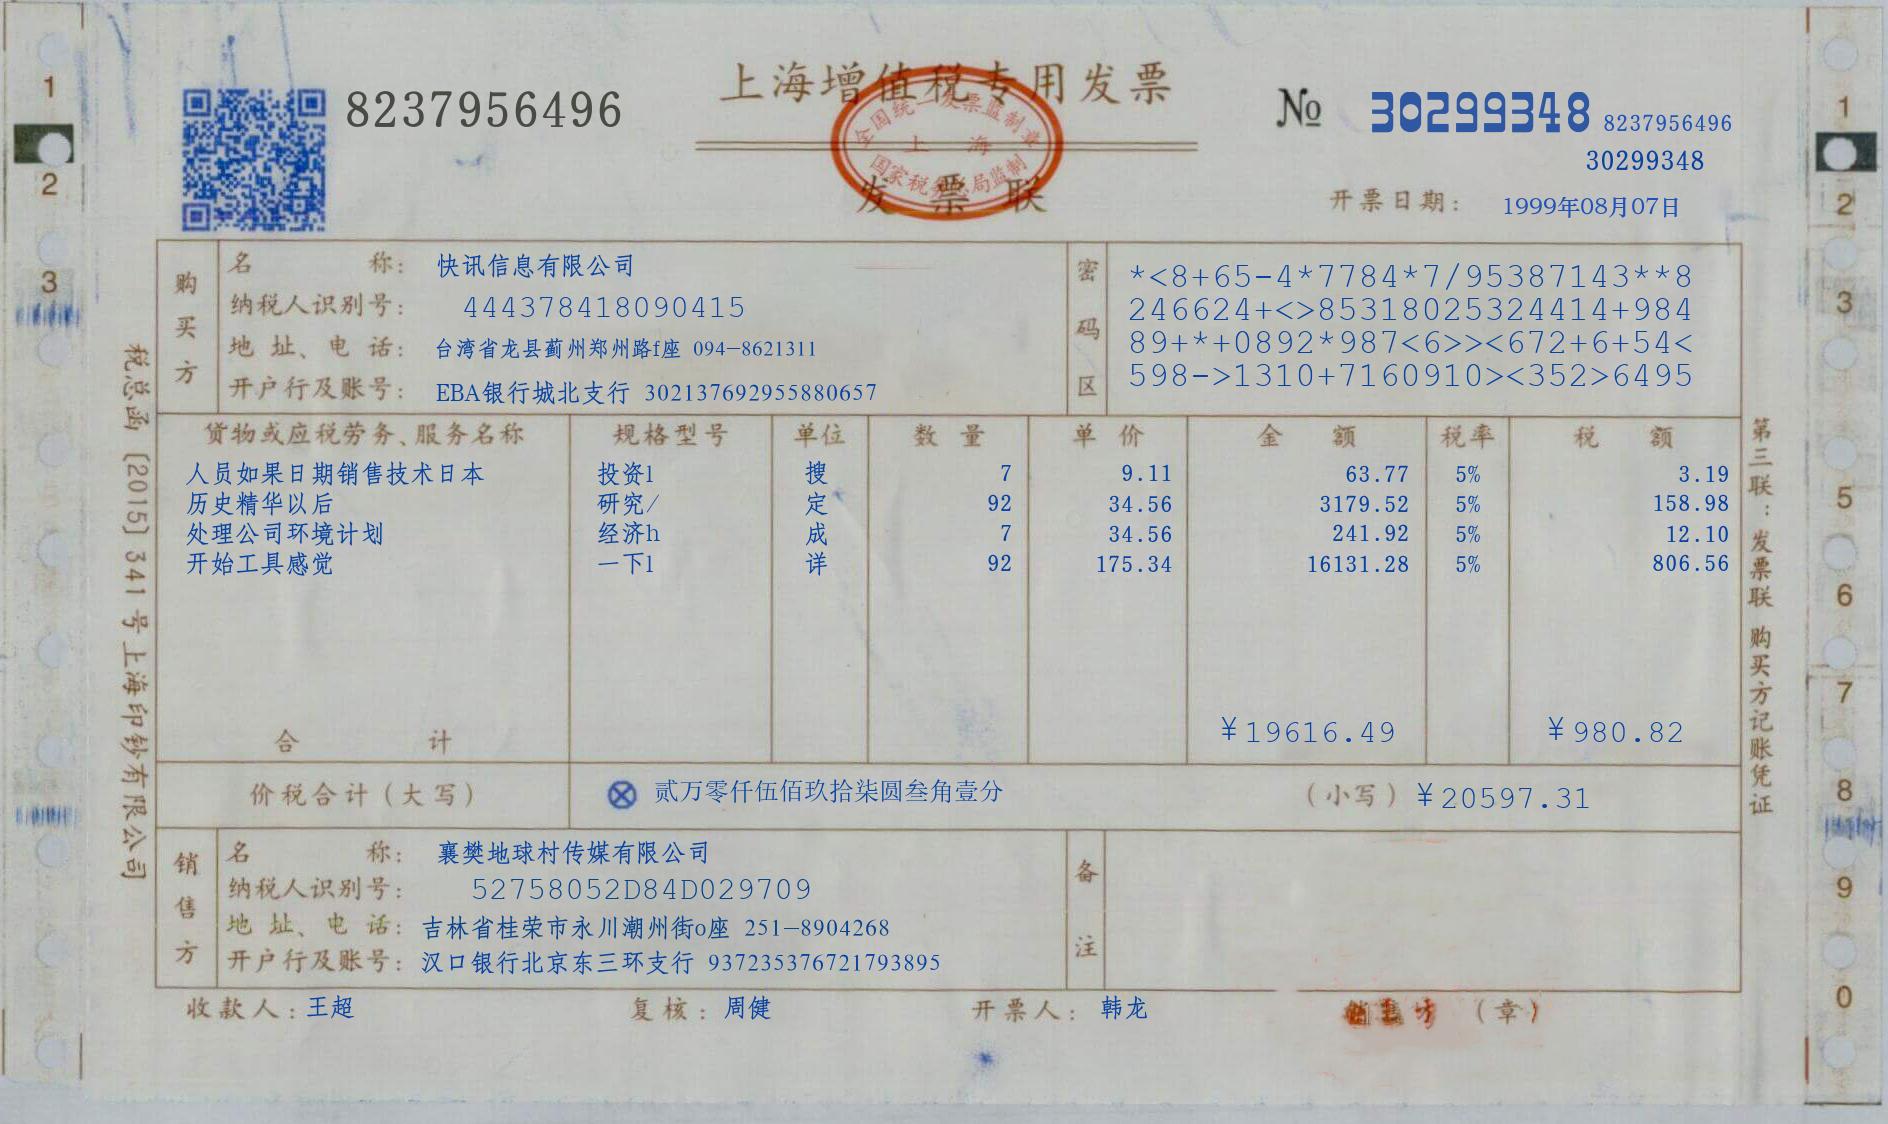 上海增值税专用发票
全国统一发票监制章
上海
国家税务总局监制
发票联
8237956496
№ 30299348 8237956496
30299348
开票日期: 1999年08月07日
购买方
名称: 快讯信息有限公司
纳税人识别号: 444378418090415
地址、电话: 台湾省龙县蓟州郑州路f座 094-8621311
开户行及账号: EBA银行城北支行 302137692955880657
密码区
*<8+65-4*7784*7/95387143**8
246624+<>85318025324414+984
89+*+0892*987<6>><672+6+54<
598->1310+7160910><352>6495
货物或应税劳务、服务名称 规格型号 单位 数量 单价 金额 税率 税额
人员如果日期销售技术日本 投资l 搜 7 9.11 63.77 5% 3.19
历史精华以后 研究/ 定 92 34.56 3179.52 5% 158.98
处理公司环境计划 经济h 成 7 34.56 241.92 5% 12.10
开始工具感觉 一下l 详 92 175.34 16131.28 5% 806.56
合计 ¥19616.49 ¥980.82
价税合计(大写) ⊗ 贰万零仟伍佰玖拾柒圆叁角壹分 (小写) ¥20597.31
销售方
名称: 襄樊地球村传媒有限公司
纳税人识别号: 52758052D84D029709
地址、电话: 吉林省桂荣市永川潮州街o座 251-8904268
开户行及账号: 汉口银行北京东三环支行 937235376721793895
备注
收款人: 王超 复核: 周健 开票人: 韩龙 (章)
税总函[2015]341号上海印钞有限公司
第三联:发票联 购买方记账凭证
1
2
3
1
2
3
5
6
7
8
9
0